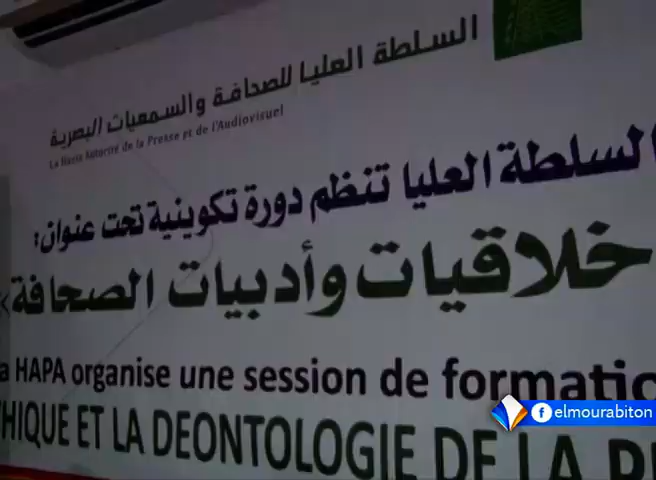 السلطة العليا للصحافة والسمعيات البصرية
La Haute Autorité de la Presse et de l'Audiovisuel
السلطة العليا تنظم دورة تكوينية تحت عنوان:
خلاقيات وأدبيات الصحافة»
a HAPA organise une session de formatio
elmourabiton
HIQUE ET LA DEONTOLOGIE DE LA PR